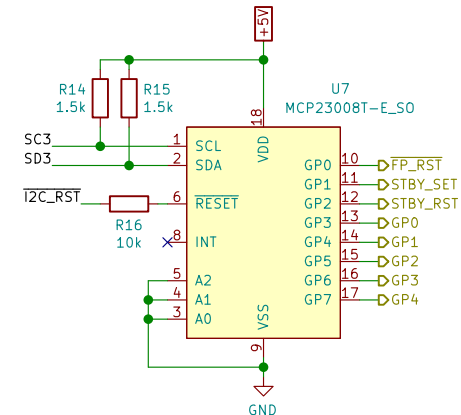 +5V
R14
1.5k
R15
1.5k
U7
MCP23008T-E_SO
18
VDD
SC3
1
SCL
SD3
2
SDA
I2C_RST
R16
10k
6
RESET
8
INT
5
A2
4
A1
3
A0
GP0
10
FP_RST
GP1
11
STBY_SET
GP2
12
STBY_RST
GP3
13
GP0
GP4
14
GP1
GP5
15
GP2
GP6
16
GP3
GP7
17
GP4
VSS
9
GND